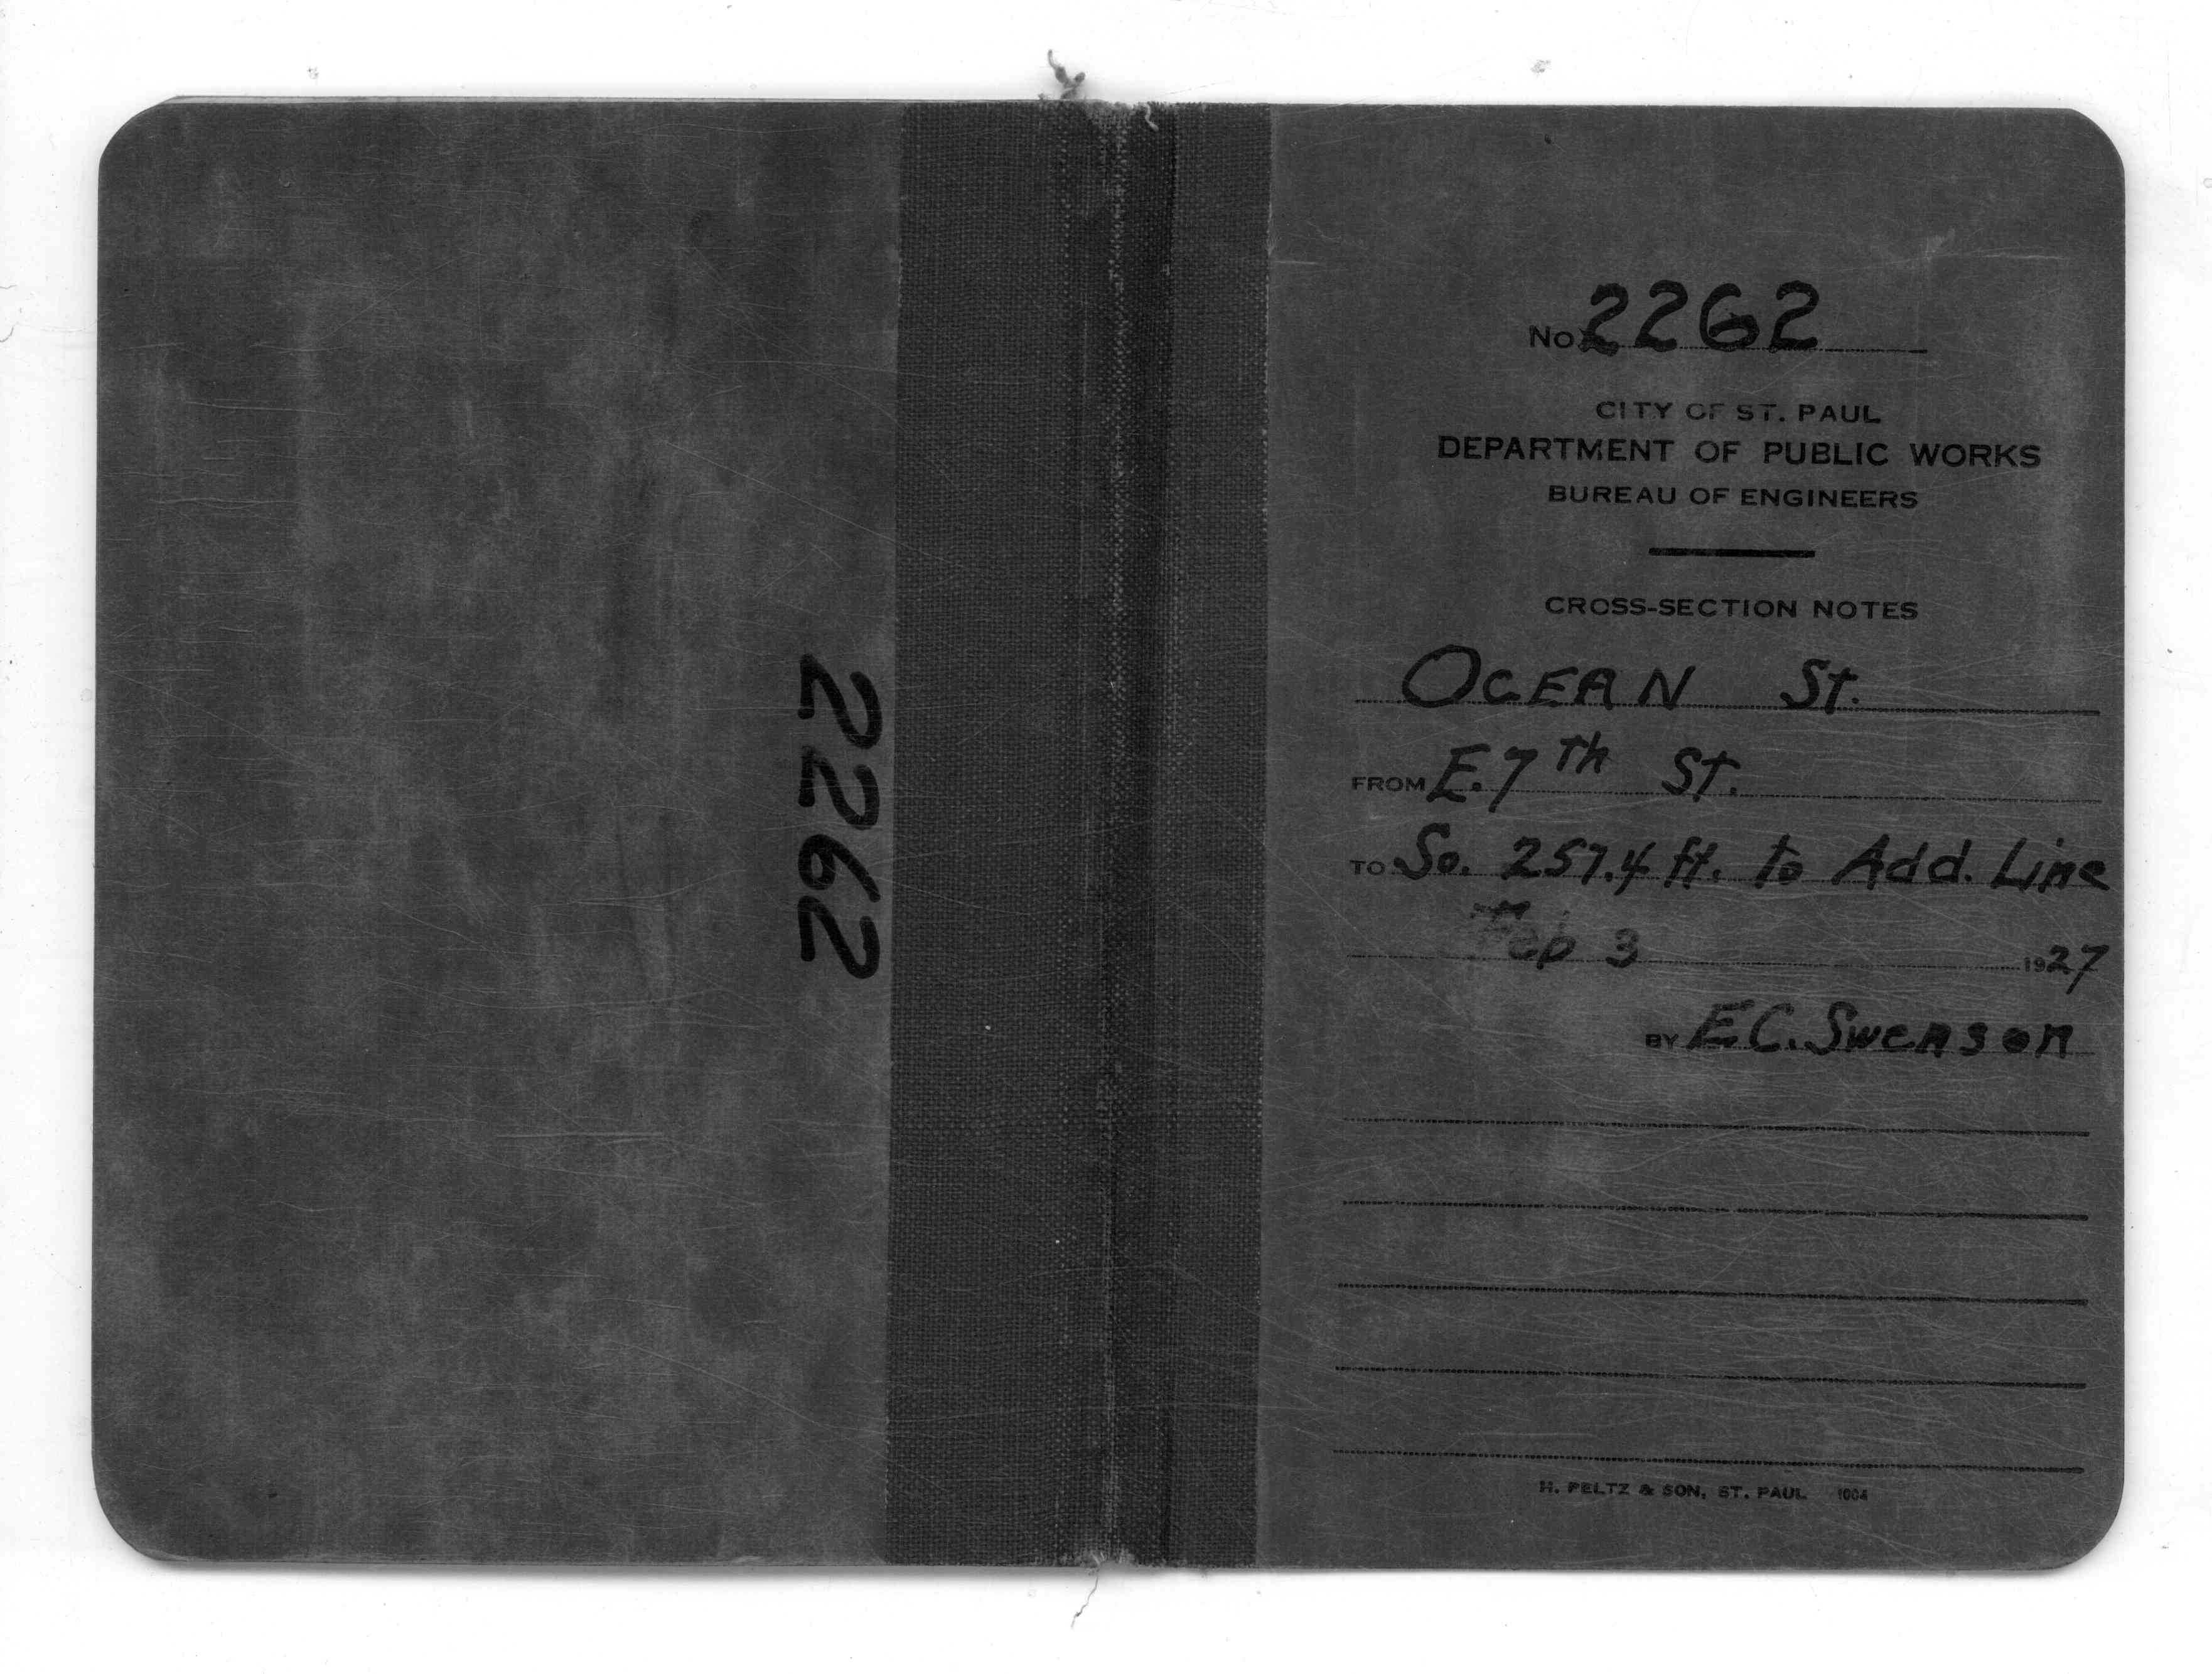 2262
No. 2262
CITY OF ST. PAUL
DEPARTMENT OF PUBLIC WORKS
BUREAU OF ENGINEERS
CROSS-SECTION NOTES
OCEAN St.
FROM E. 7th St.
TO So. 257.4 ft. to Add. Line
Feb 3 1927
BY E.C. Swenson
H. PELTZ & SON, ST. PAUL 1004